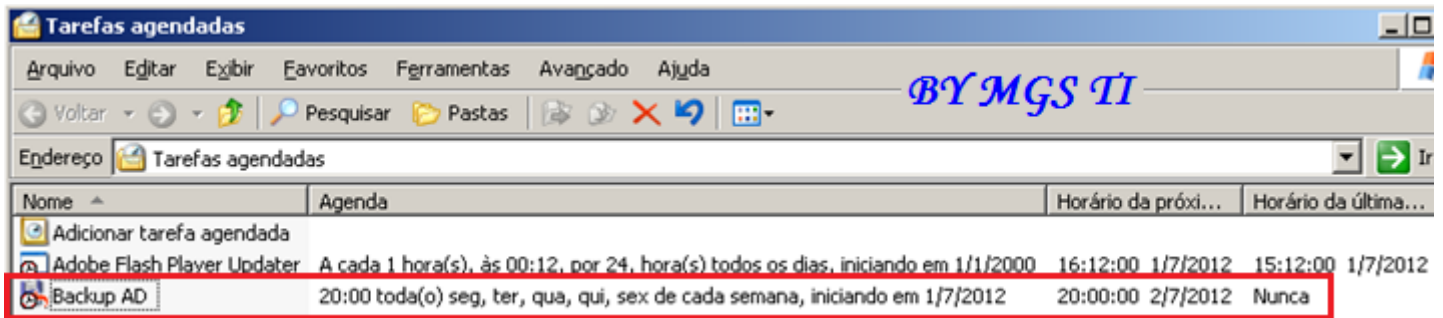 Tarefas agendadas
Arquivo Editar Exibir Favoritos Ferramentas Avançado Ajuda
BY MGS TI
Voltar Pesquisar Pastas
Endereço Tarefas agendadas Ir
Nome Agenda Horário da próxi... Horário da última...
Adicionar tarefa agendada
Adobe Flash Player Updater A cada 1 hora(s), às 00:12, por 24, hora(s) todos os dias, iniciando em 1/1/2000 16:12:00 1/7/2012 15:12:00 1/7/2012
Backup AD 20:00 toda(o) seg, ter, qua, qui, sex de cada semana, iniciando em 1/7/2012 20:00:00 2/7/2012 Nunca